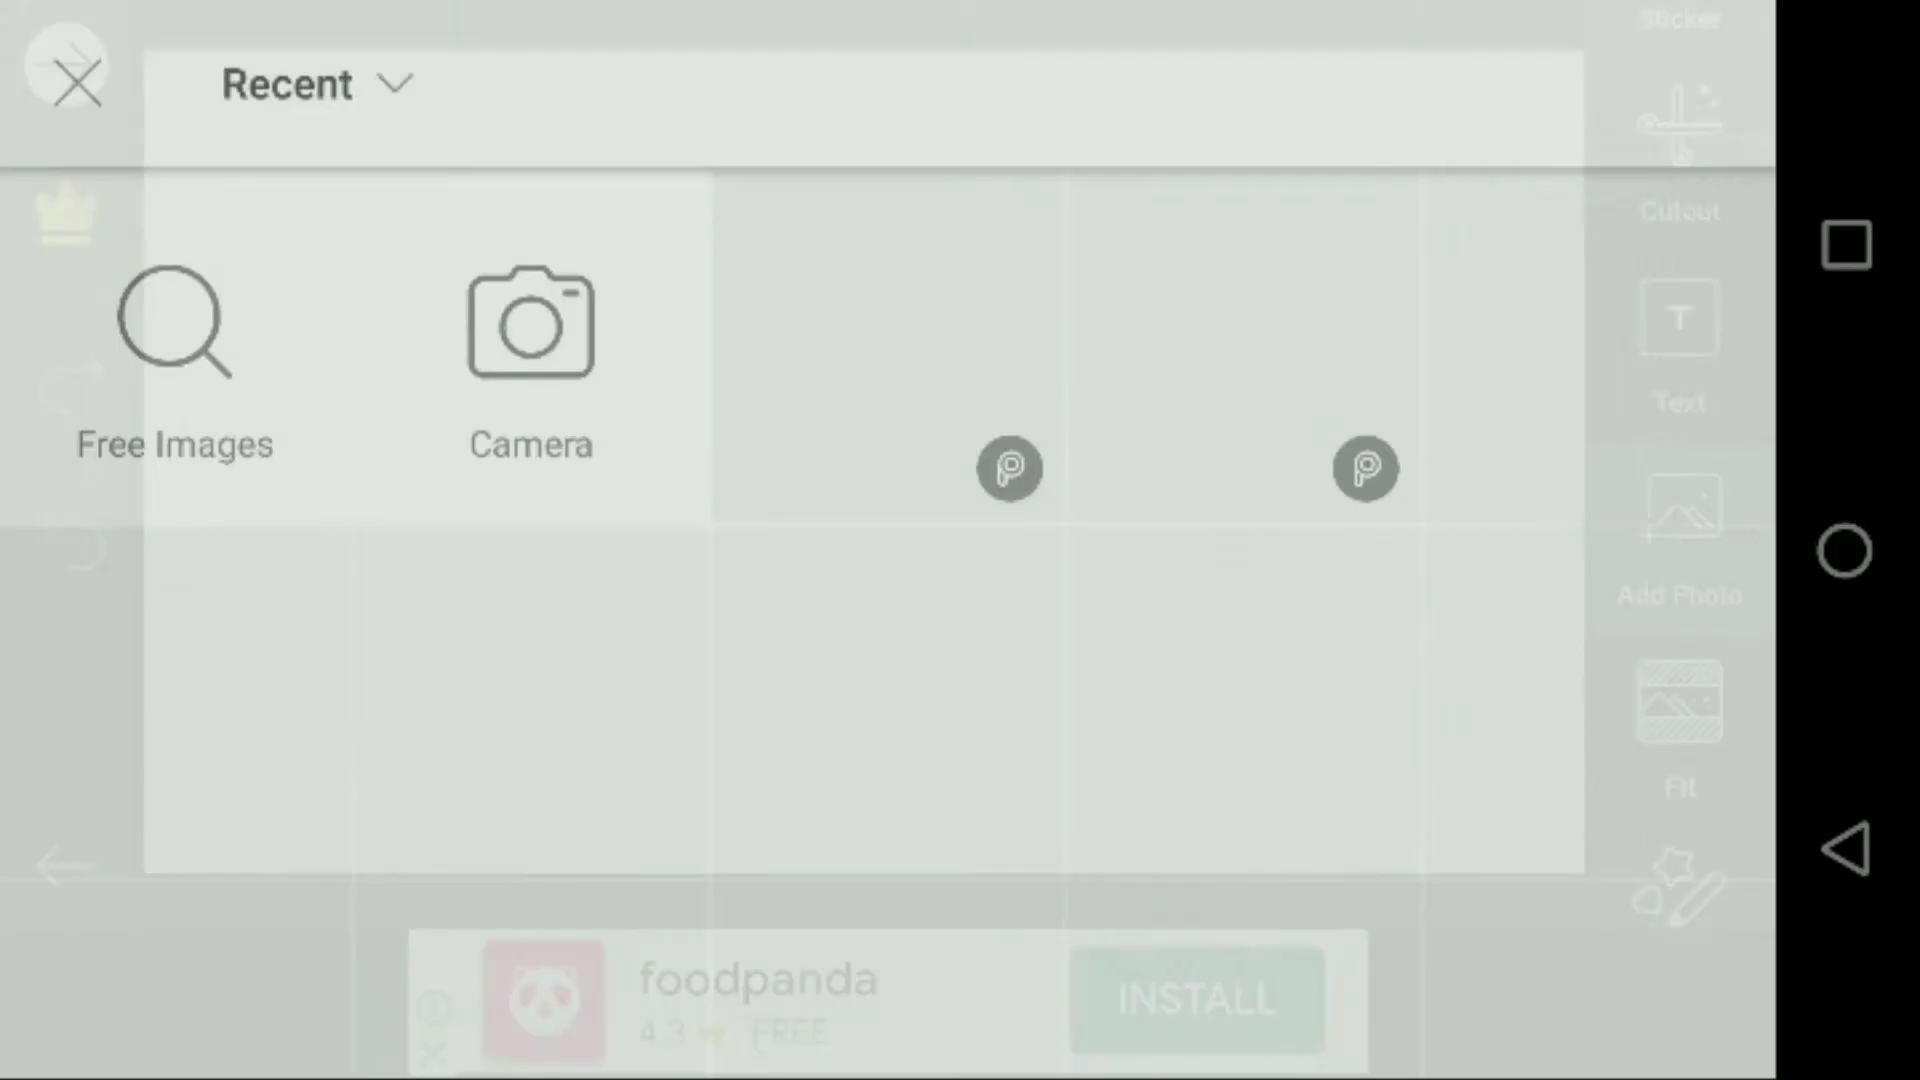 Sticker
Recent
Cutout
Free Images
Camera
T
Text
Add Photo
Fit
foodpanda
4.3 FREE
INSTALL